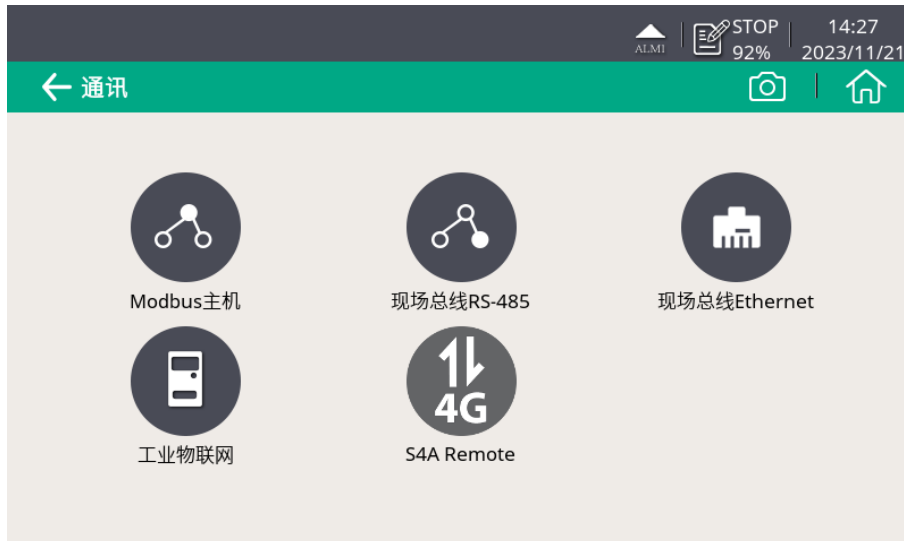 ALMI
STOP 14:27
92% 2023/11/21
通讯
Modbus主机 现场总线RS-485 现场总线Ethernet
4G
工业物联网 S4A Remote